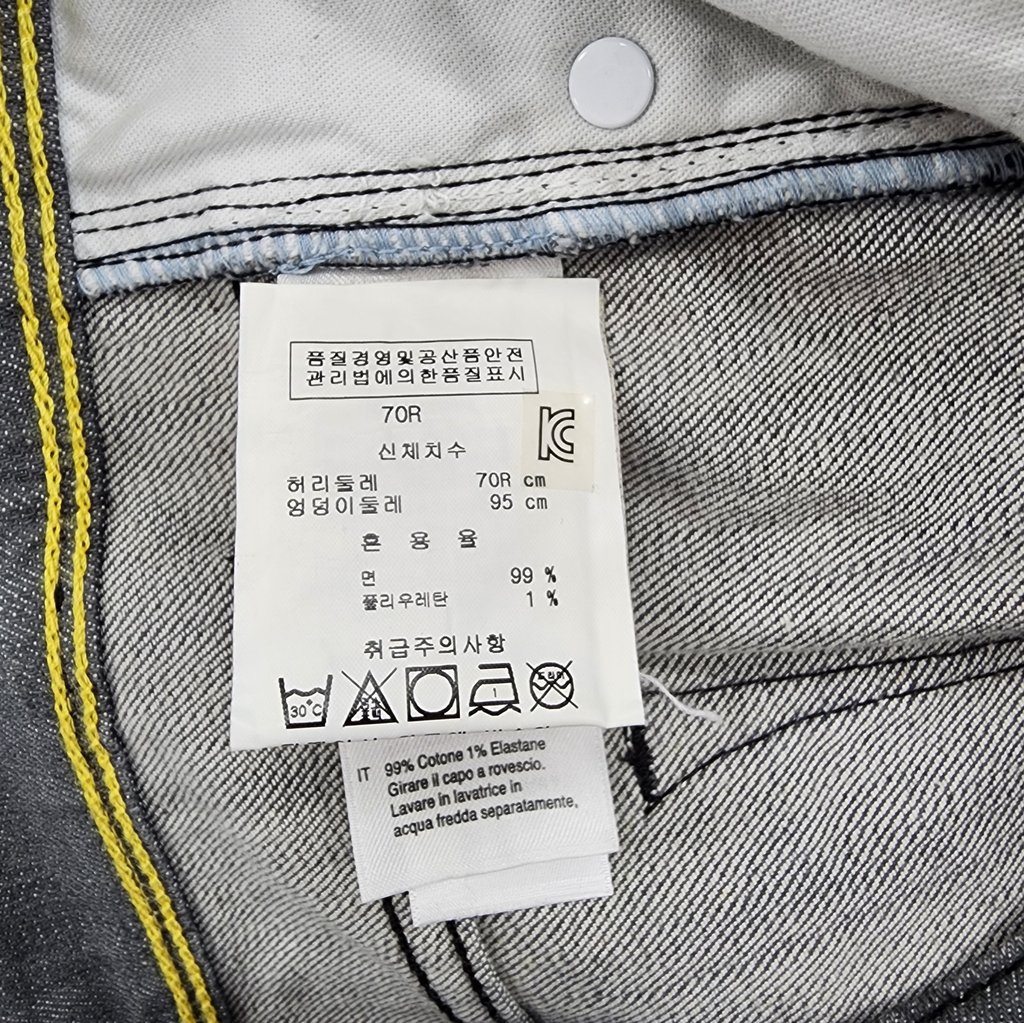 품질경영및공산품안전
관리법에의한품질표시
70R
KC
신체치수
허리둘레 70R cm
엉덩이둘레 95 cm
혼 용 율
면 99 %
폴리우레탄 1 %
취급주의사항
30°C
IT 99% Cotone 1% Elastane
Girare il capo a rovescio.
Lavare in lavatrice in
acqua fredda separatamente,